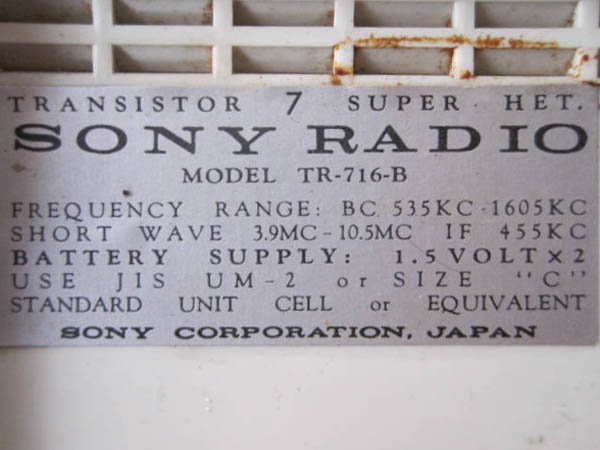 TRANSISTOR 7 SUPER HET.
SONY RADIO
MODEL TR-716-B
FREQUENCY RANGE: BC 535KC-1605KC
SHORT WAVE 3.9MC-10.5MC IF 455KC
BATTERY SUPPLY: 1.5 VOLT×2
USE JIS UM-2 or SIZE "C"
STANDARD UNIT CELL or EQUIVALENT
SONY CORPORATION, JAPAN